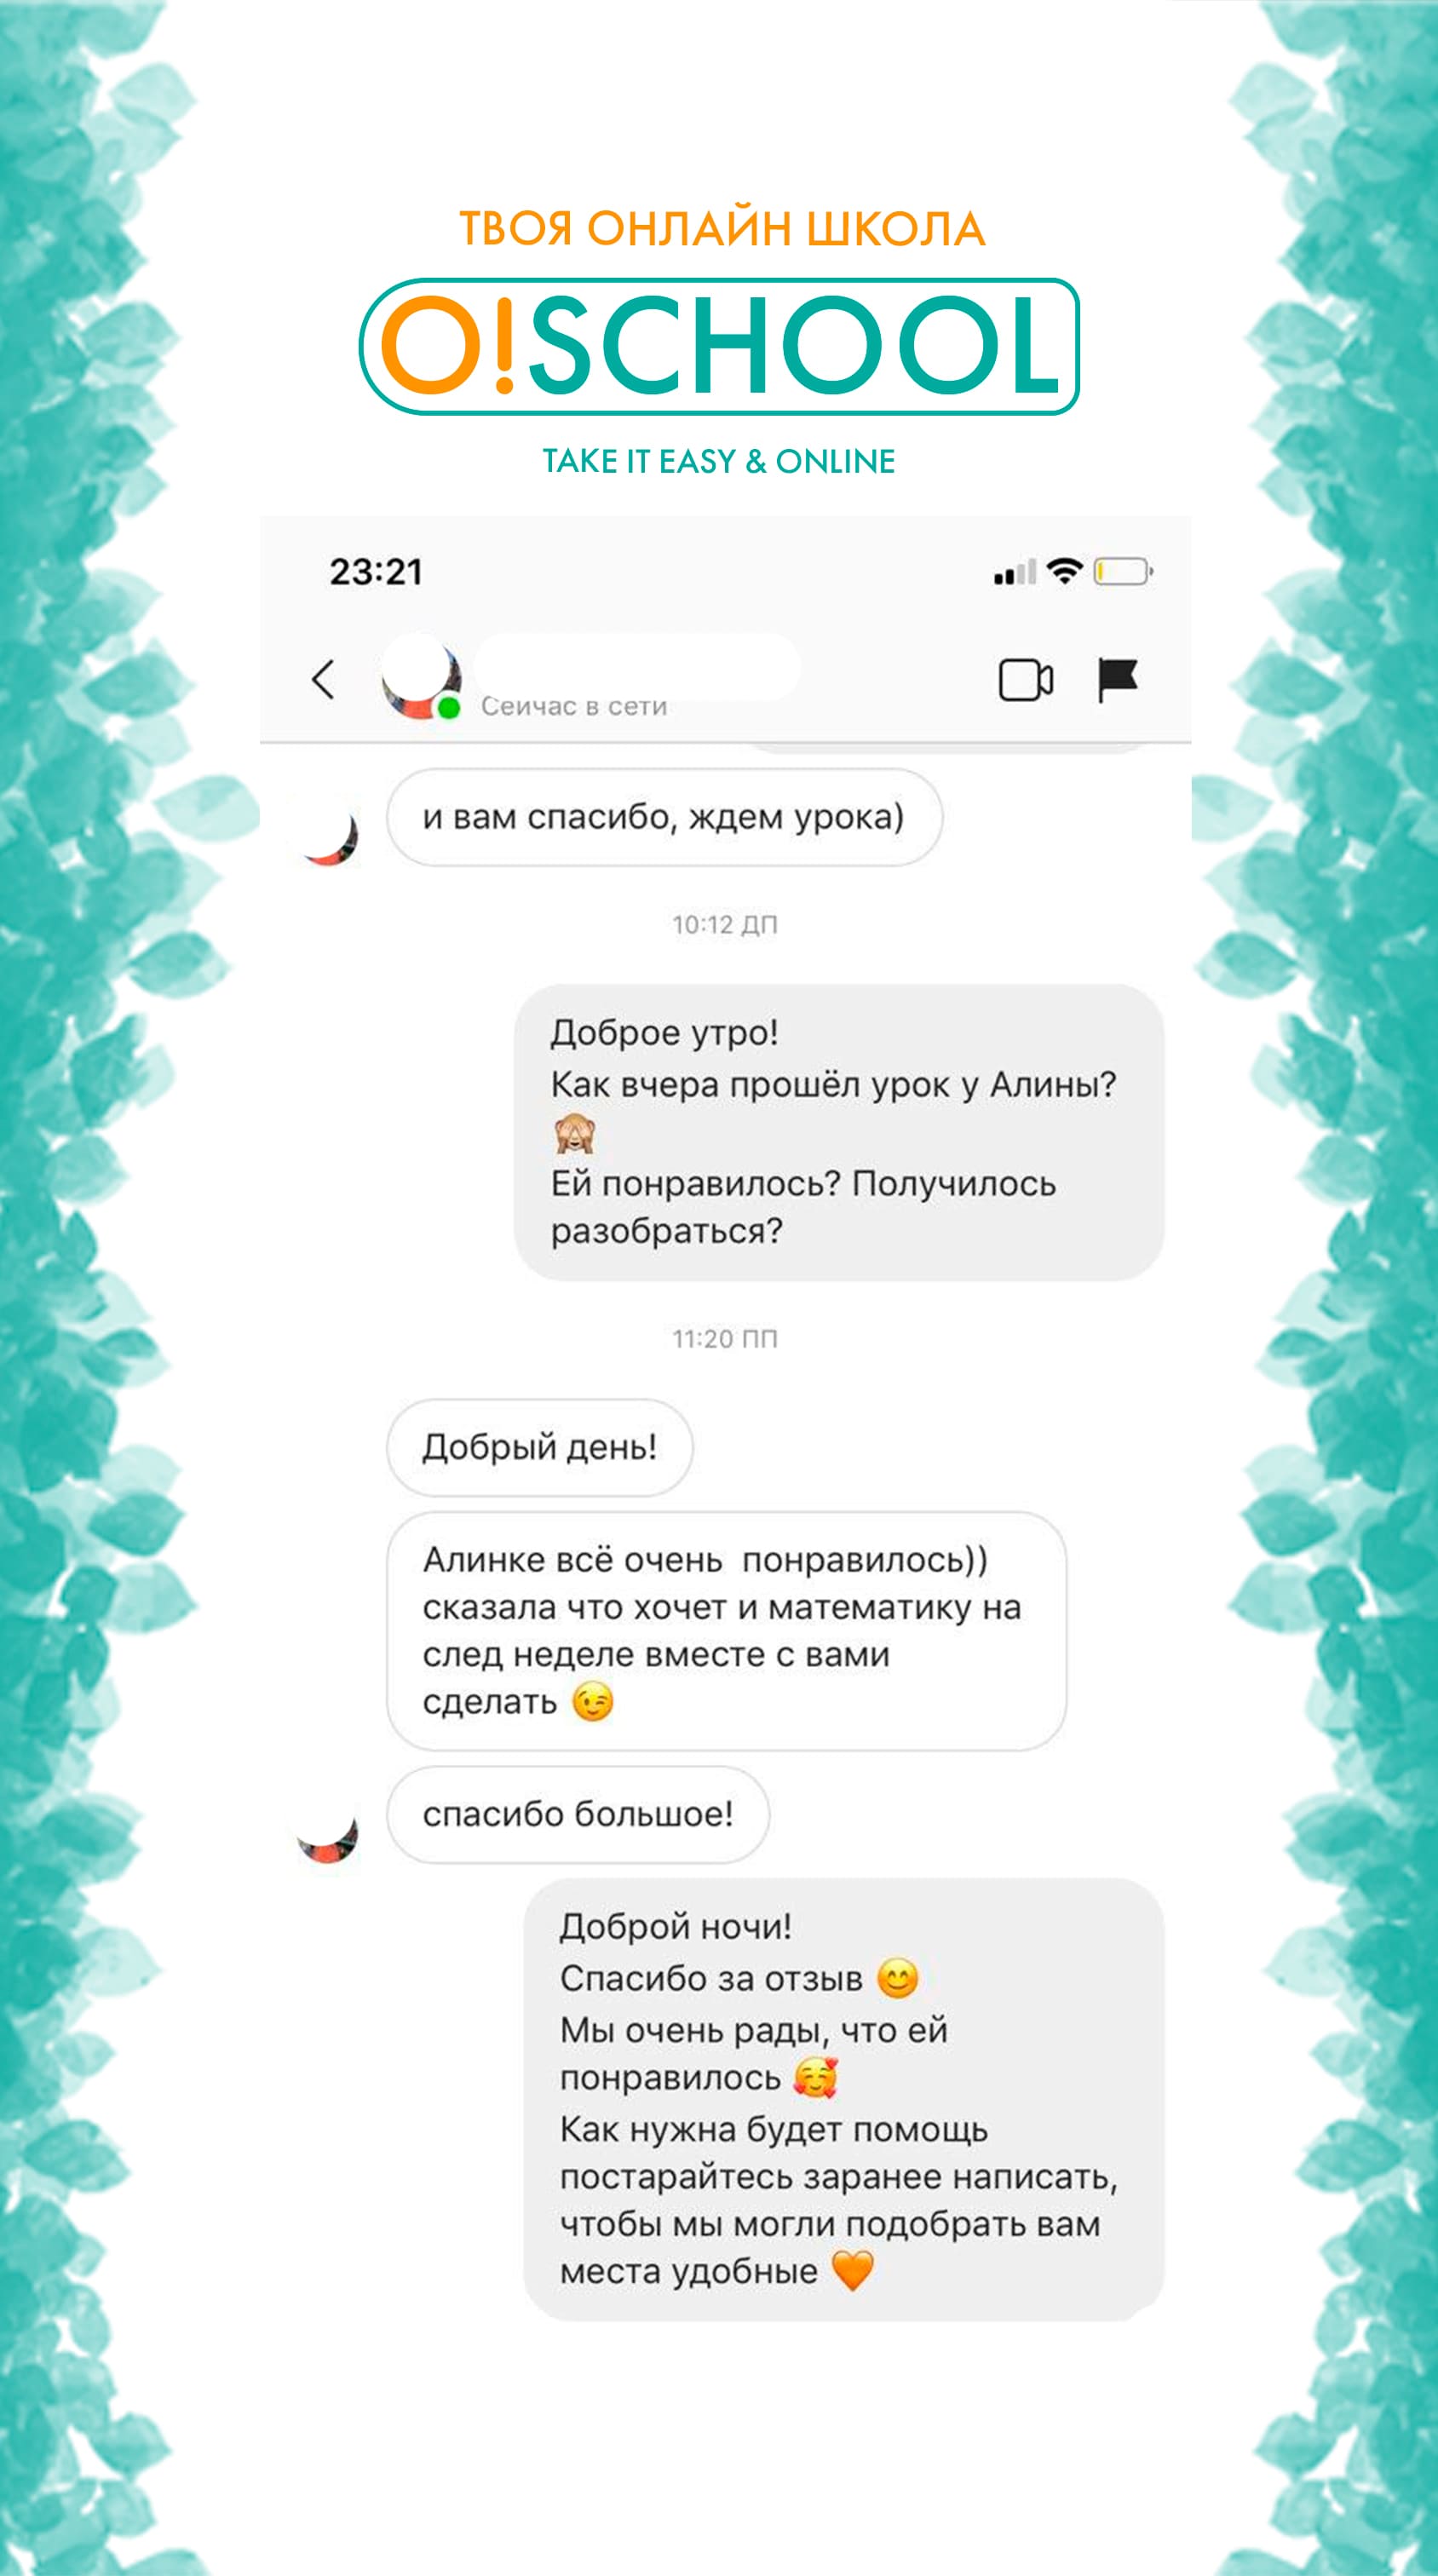 ТВОЯ ОНЛАЙН ШКОЛА
O!SCHOOL
TAKE IT EASY & ONLINE
23:21
Сейчас в сети
и вам спасибо, ждем урока)
10:12 ДП
Доброе утро!
Как вчера прошёл урок у Алины?
🙈
Ей понравилось? Получилось
разобраться?
11:20 ПП
Добрый день!
Алинке всё очень  понравилось))
сказала что хочет и математику на
след неделе вместе с вами
сделать 😉
спасибо большое!
Доброй ночи!
Спасибо за отзыв 😊
Мы очень рады, что ей
понравилось 🥰
Как нужна будет помощь
постарайтесь заранее написать,
чтобы мы могли подобрать вам
места удобные 🧡